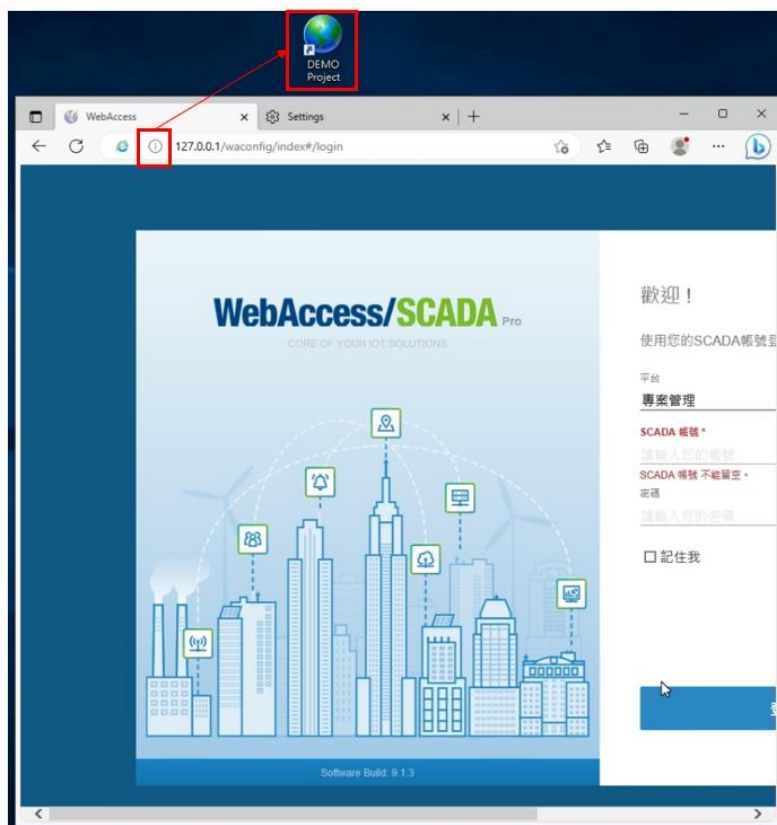 DEMO
Project
WebAccess
Settings
127.0.0.1/waconfig/index#/login
WebAccess/SCADA Pro
CORE OF YOUR IOT SOLUTIONS
歡迎！
使用您的SCADA帳號登
平台
專案管理
SCADA 帳號 *
請輸入您的帳號
SCADA 帳號 不能留空。
密碼
請輸入您的密碼
記住我
Software Build: 9.1.3